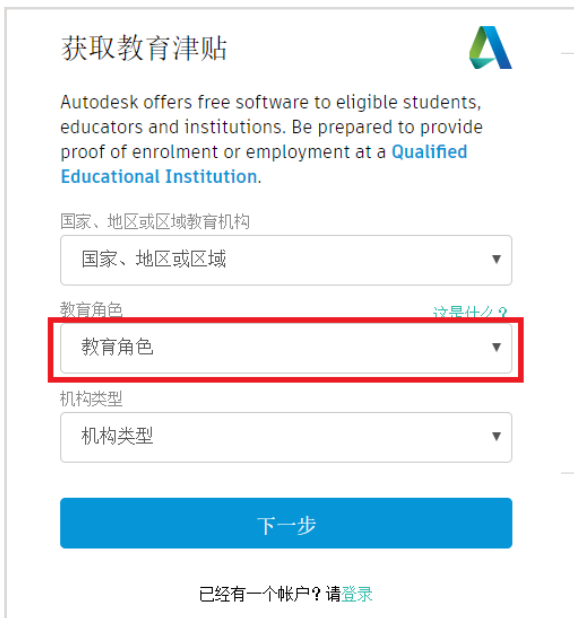 获取教育津贴
Autodesk offers free software to eligible students,
educators and institutions. Be prepared to provide
proof of enrolment or employment at a Qualified
Educational Institution.
国家、地区或区域教育机构
国家、地区或区域
教育角色
这是什么?
教育角色
机构类型
机构类型
下一步
已经有一个帐户?请登录